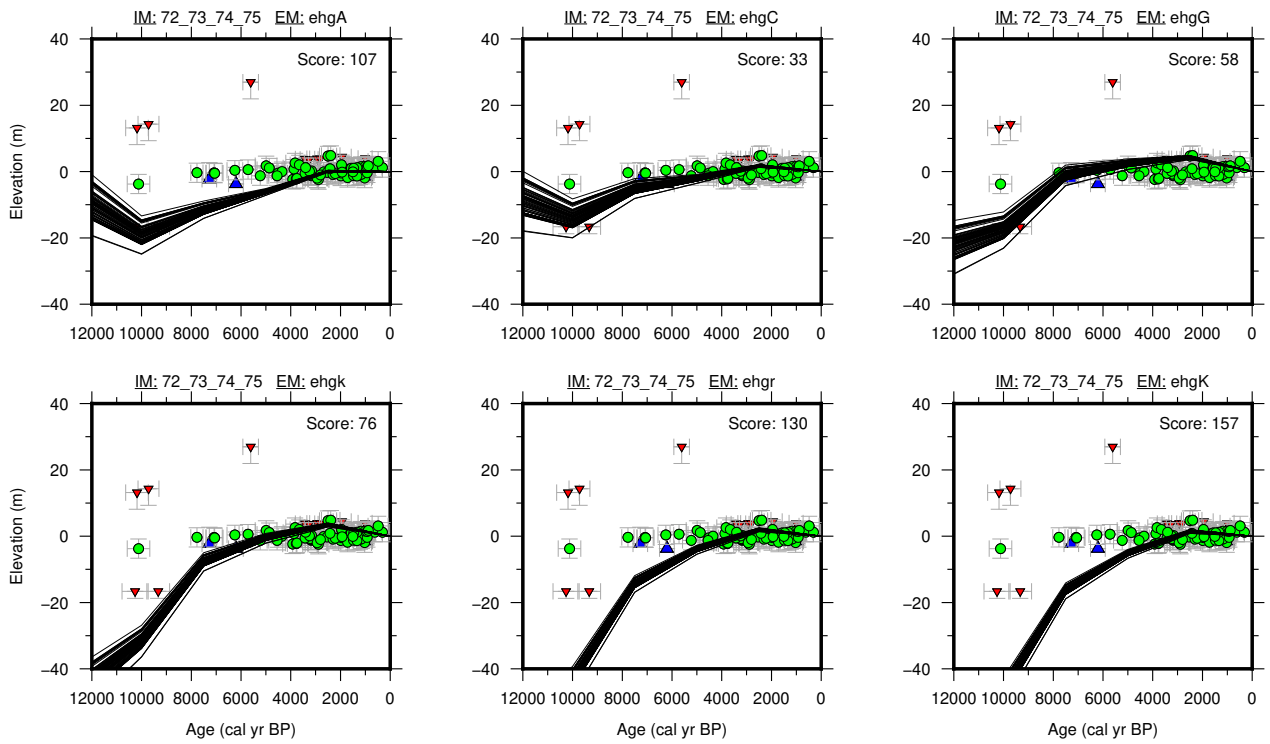 IM: 72_73_74_75 EM: ehgA
IM: 72_73_74_75 EM: ehgC
IM: 72_73_74_75 EM: ehgG
40
20
0
−20
−40
Elevation (m)
Score: 107
12000 10000 8000 6000 4000 2000 0
40
20
0
−20
−40
Score: 33
12000 10000 8000 6000 4000 2000 0
40
20
0
−20
−40
Score: 58
12000 10000 8000 6000 4000 2000 0
IM: 72_73_74_75 EM: ehgk
IM: 72_73_74_75 EM: ehgr
IM: 72_73_74_75 EM: ehgK
40
20
0
−20
−40
Elevation (m)
Score: 76
12000 10000 8000 6000 4000 2000 0
Age (cal yr BP)
40
20
0
−20
−40
Score: 130
12000 10000 8000 6000 4000 2000 0
Age (cal yr BP)
40
20
0
−20
−40
Score: 157
12000 10000 8000 6000 4000 2000 0
Age (cal yr BP)